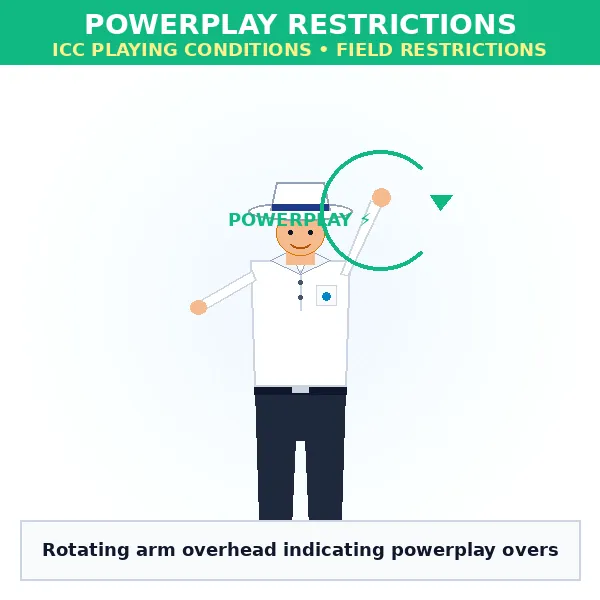 POWERPLAY RESTRICTIONS
ICC PLAYING CONDITIONS • FIELD RESTRICTIONS
POWERPLAY ⚡
Rotating arm overhead indicating powerplay overs